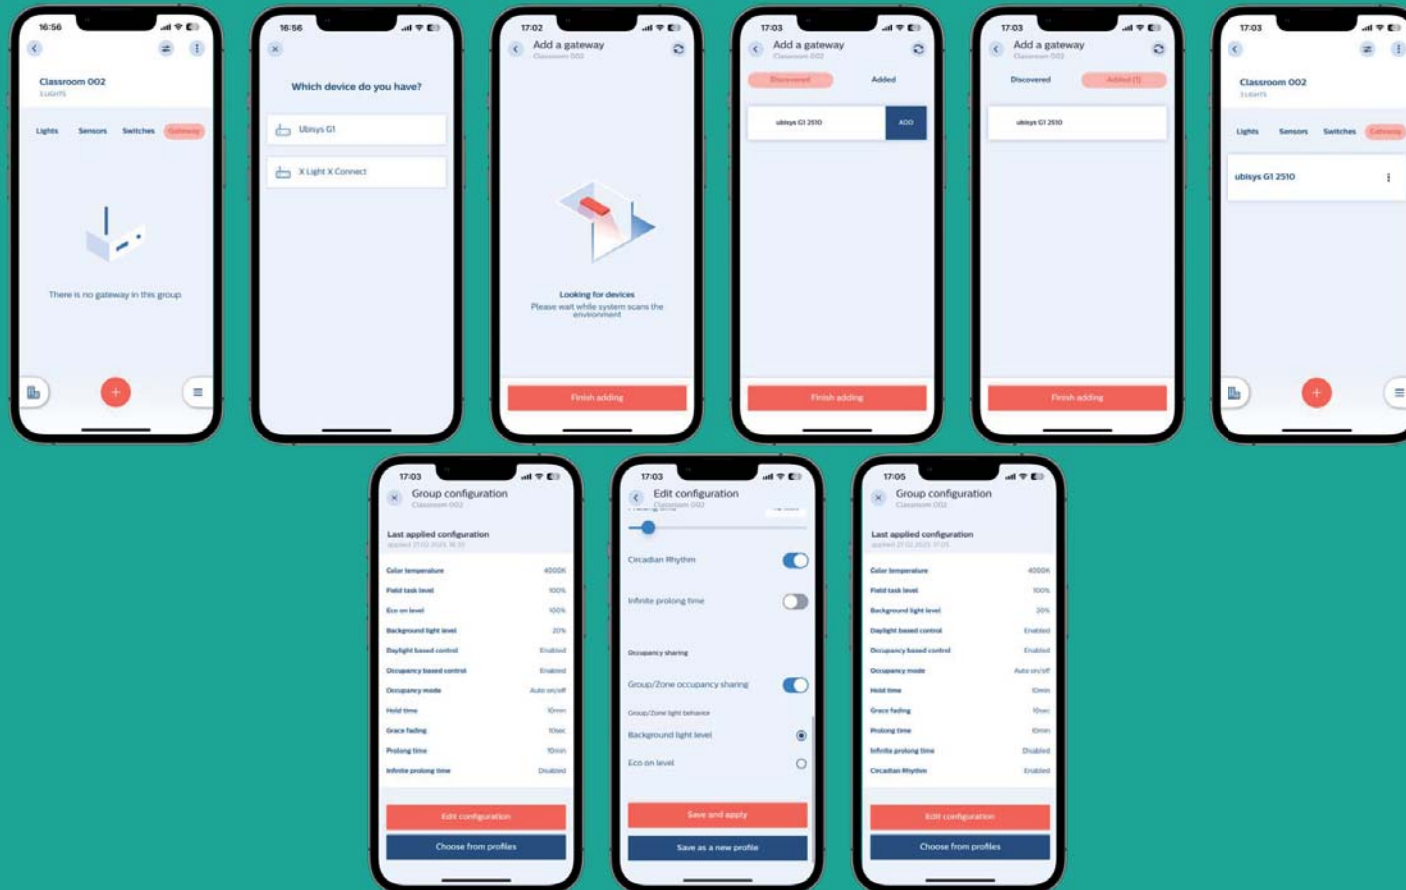 16:56
Classroom 002
3 LIGHTS
Lights Sensors Switches Gateway
There is no gateway in this group
16:56
Which device do you have?
Ubisys G1
X Light X Connect
17:02
Add a gateway
Classroom 002
Looking for devices
Please wait while system scans the
environment
Finish adding
17:03
Add a gateway
Classroom 002
Discovered Added
ubisys G1 2510 ADD
Finish adding
17:03
Add a gateway
Classroom 002
Discovered Added (1)
ubisys G1 2510
Finish adding
17:03
Classroom 002
3 LIGHTS
Lights Sensors Switches Gateway
ubisys G1 2510
17:03
Group configuration
Classroom 002
Last applied configuration
Color temperature 4000K
Field task level 100%
Eco on level 100%
Background light level 20%
Daylight based control Enabled
Occupancy based control Enabled
Occupancy mode Auto on/off
Hold time 10min
Grace fading 10sec
Prolong time 10min
Infinite prolong time Disabled
Edit configuration
Choose from profiles
17:03
Edit configuration
Classroom 002
Circadian Rhythm
Infinite prolong time
Occupancy sharing
Group/Zone occupancy sharing
Group/Zone light behavior
Background light level
Eco on level
Save and apply
Save as a new profile
17:05
Group configuration
Classroom 002
Last applied configuration
applied 27.02.2025 17:05
Color temperature 4000K
Field task level 100%
Background light level 20%
Daylight based control Enabled
Occupancy based control Enabled
Occupancy mode Auto on/off
Hold time 10min
Grace fading 10sec
Prolong time 10min
Infinite prolong time Disabled
Circadian Rhythm Enabled
Edit configuration
Choose from profiles